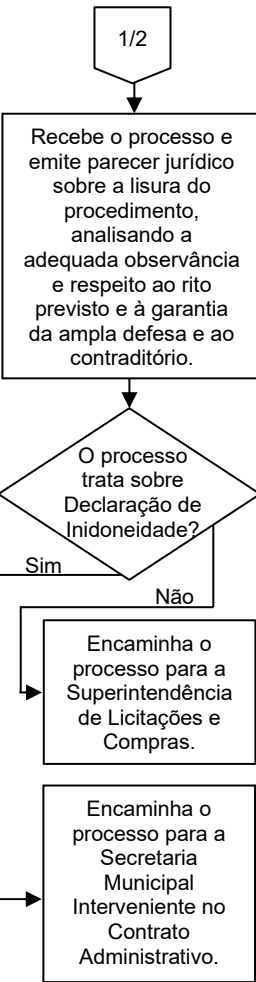 1/2
Recebe o processo e
emite parecer jurídico
sobre a lisura do
procedimento,
analisando a
adequada observância
e respeito ao rito
previsto e à garantia
da ampla defesa e ao
contraditório.
O processo
trata sobre
Declaração de
Inidoneidade?
Sim
Não
Encaminha o
processo para a
Superintendência
de Licitações e
Compras.
Encaminha o
processo para a
Secretaria
Municipal
Interveniente no
Contrato
Administrativo.